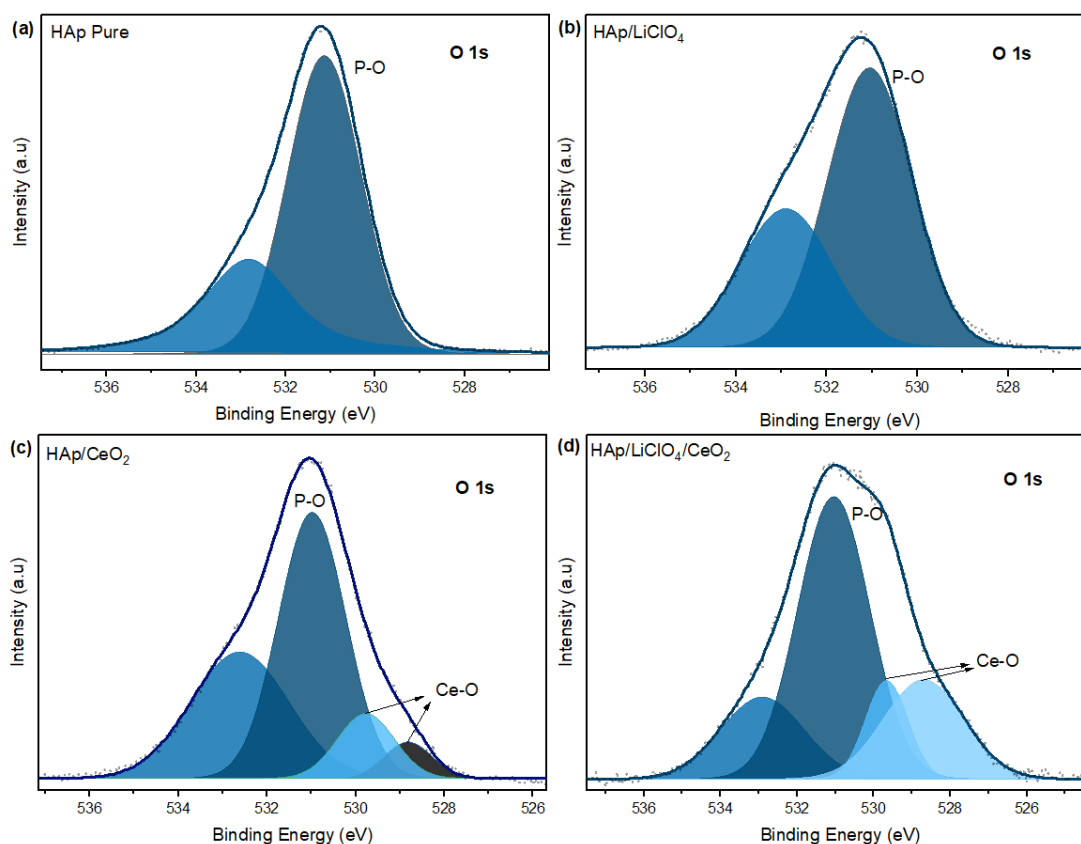 (a)
HAp Pure
O 1s
P-O
Intensity (a.u)
536 534 532 530 528
Binding Energy (eV)
(b)
HAp/LiClO₄
O 1s
P-O
Intensity (a.u)
536 534 532 530 528
Binding Energy (eV)
(c)
HAp/CeO₂
O 1s
P-O
Ce-O
Intensity (a.u)
536 534 532 530 528 526
Binding Energy (eV)
(d)
HAp/LiClO₄/CeO₂
O 1s
P-O
Ce-O
Intensity (a.u)
536 534 532 530 528 526
Binding Energy (eV)